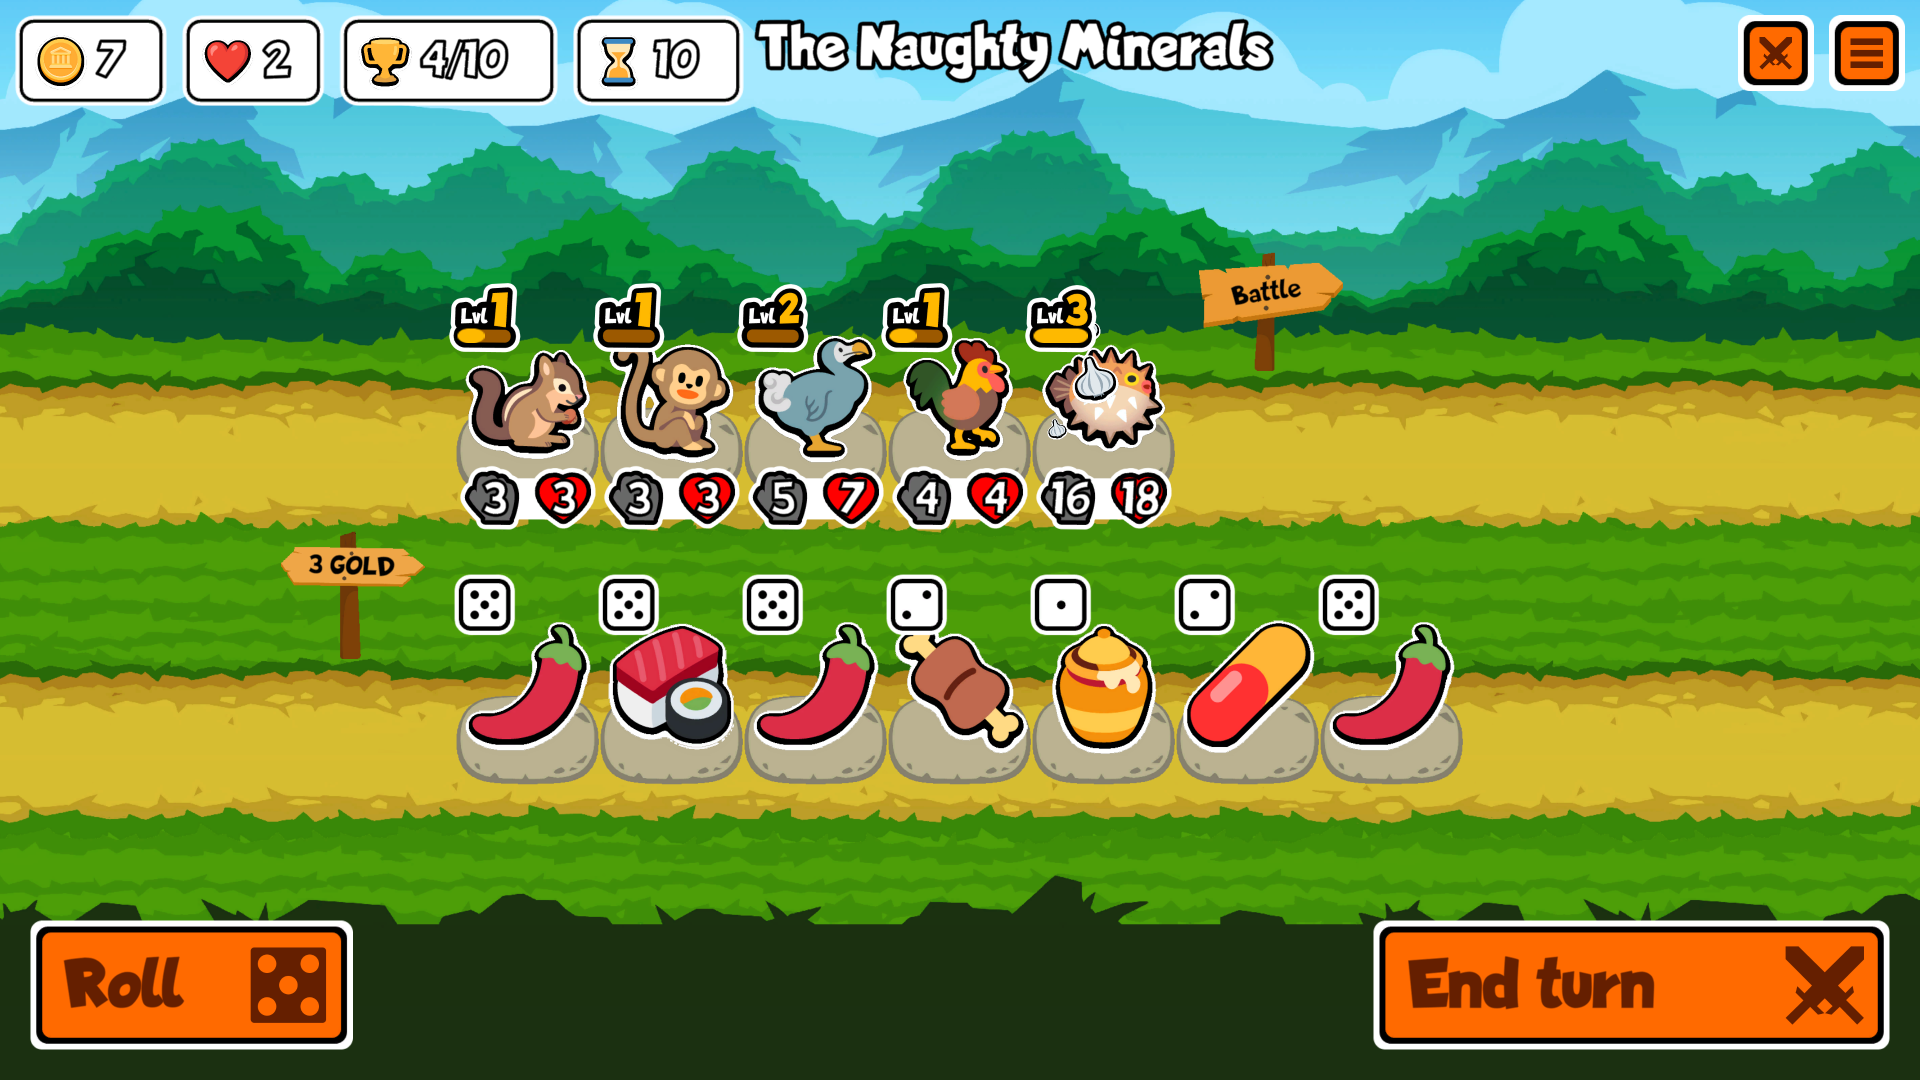 7
2
4/10
10
The Naughty Minerals
Battle
Lvl 1
Lvl 1
Lvl 2
Lvl 1
Lvl 3
3 3
3 3
5 7
4 4
16 18
3 GOLD
Roll
End turn